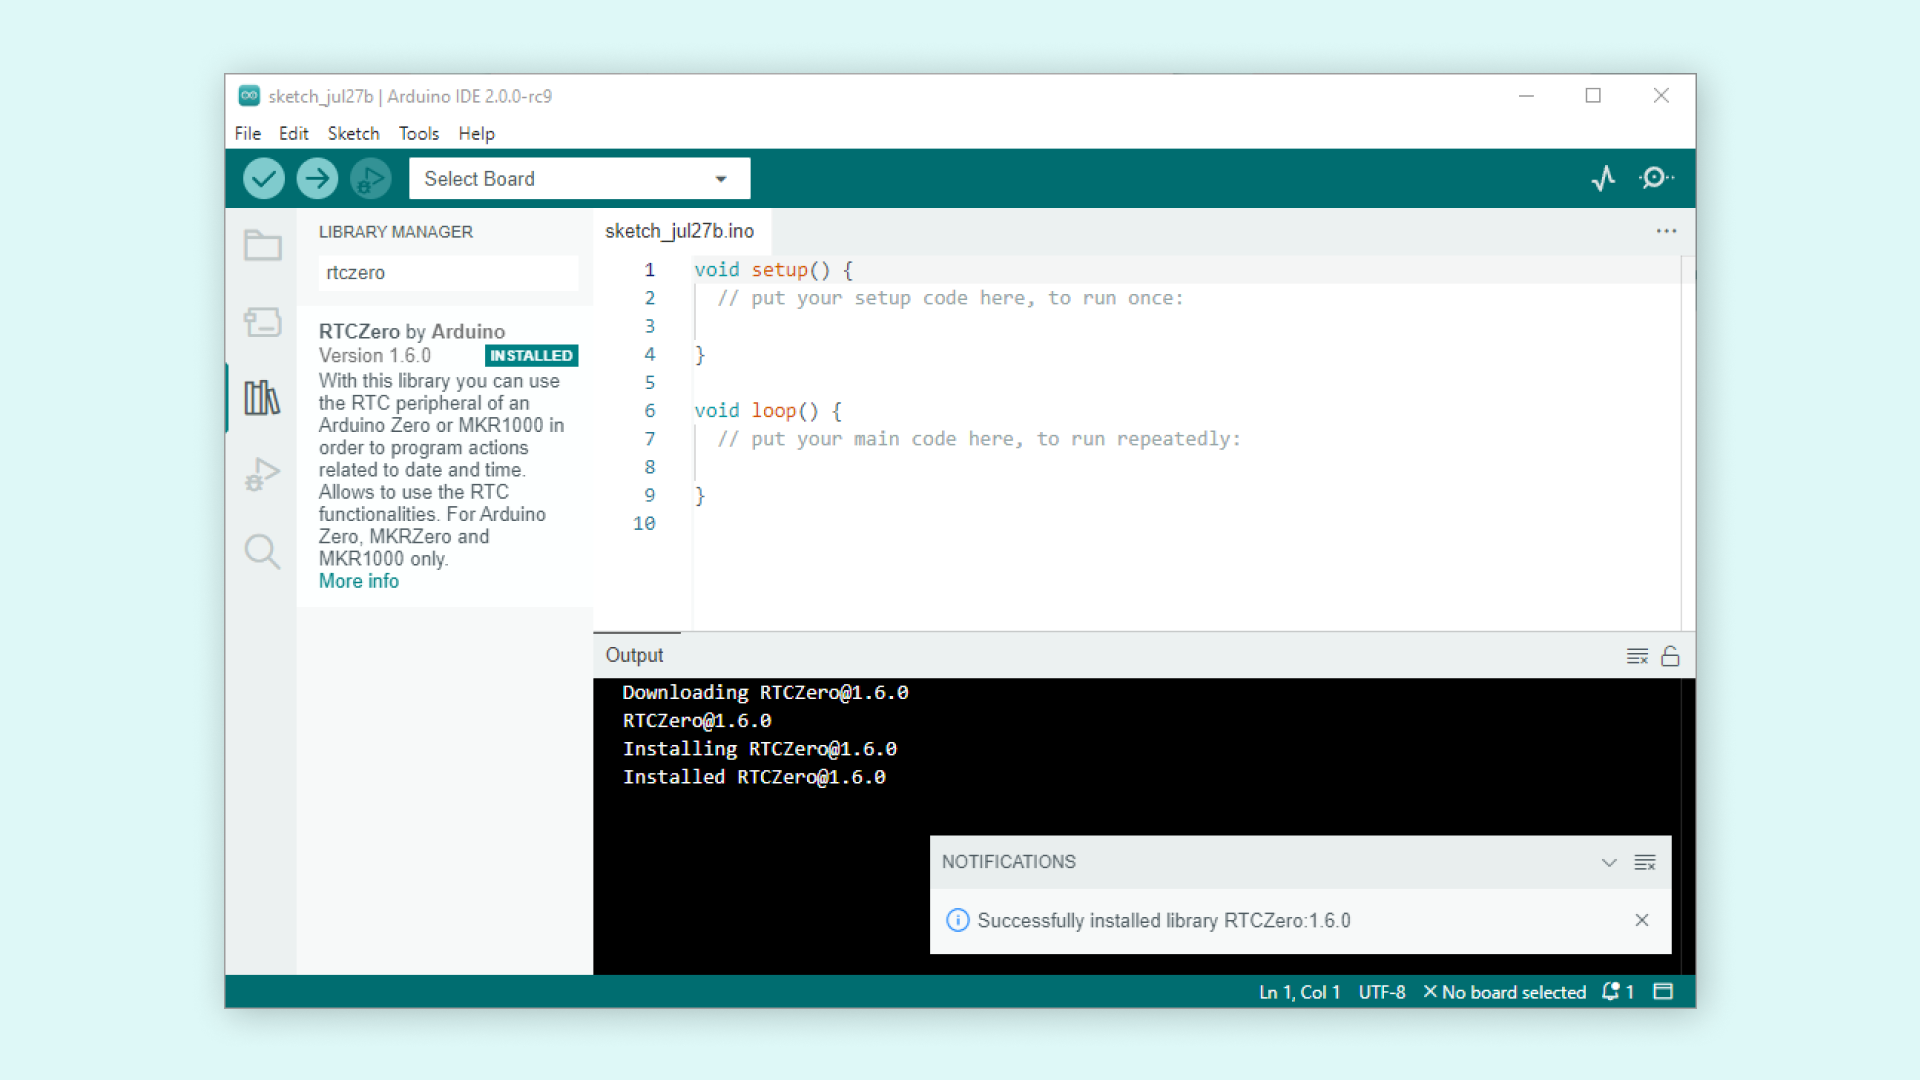 sketch_jul27b | Arduino IDE 2.0.0-rc9
File Edit Sketch Tools Help
Select Board
LIBRARY MANAGER
rtczero
RTCZero by Arduino
Version 1.6.0 INSTALLED
With this library you can use
the RTC peripheral of an
Arduino Zero or MKR1000 in
order to program actions
related to date and time.
Allows to use the RTC
functionalities. For Arduino
Zero, MKRZero and
MKR1000 only.
More info
sketch_jul27b.ino
1 void setup() {
2 // put your setup code here, to run once:
3
4 }
5
6 void loop() {
7 // put your main code here, to run repeatedly:
8
9 }
10
Output
Downloading RTCZero@1.6.0
RTCZero@1.6.0
Installing RTCZero@1.6.0
Installed RTCZero@1.6.0
NOTIFICATIONS
Successfully installed library RTCZero:1.6.0
Ln 1, Col 1 UTF-8 No board selected 1